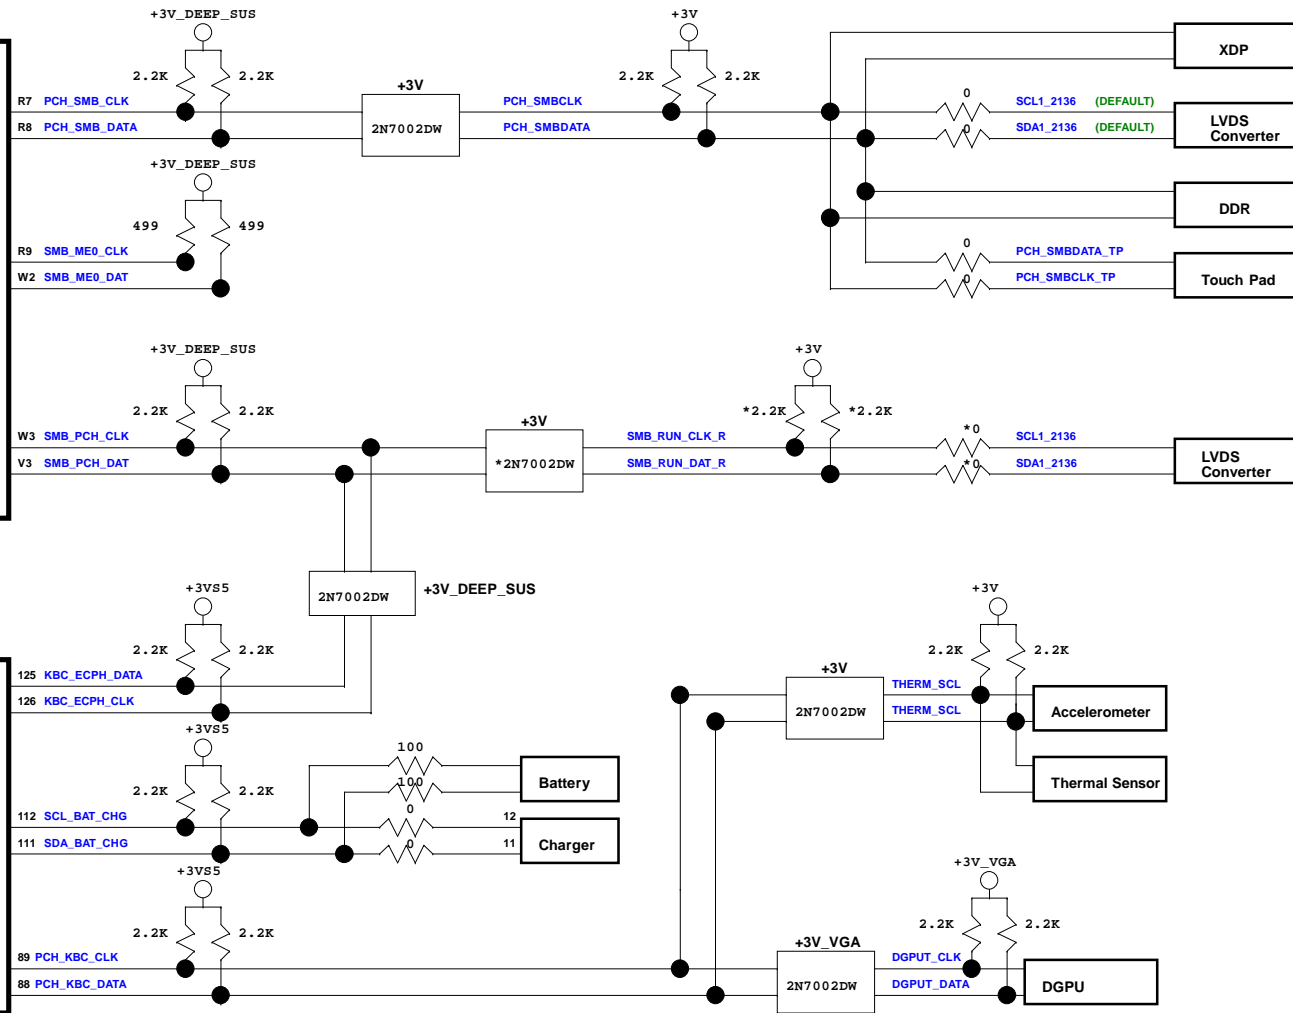 +3V_DEEP_SUS
+3V
2.2K 2.2K
2.2K 2.2K
XDP
+3V
R7 PCH_SMB_CLK
PCH_SMBCLK
0
SCL1_2136 (DEFAULT)
2N7002DW
R8 PCH_SMB_DATA
PCH_SMBDATA
0
SDA1_2136 (DEFAULT)
LVDS
Converter
+3V_DEEP_SUS
499 499
DDR
R9 SMB_ME0_CLK
0
PCH_SMBDATA_TP
W2 SMB_ME0_DAT
0
PCH_SMBCLK_TP
Touch Pad
+3V_DEEP_SUS
+3V
2.2K 2.2K
*2.2K *2.2K
+3V
W3 SMB_PCH_CLK
SMB_RUN_CLK_R
*0
SCL1_2136
*2N7002DW
V3 SMB_PCH_DAT
SMB_RUN_DAT_R
*0
SDA1_2136
LVDS
Converter
2N7002DW
+3V_DEEP_SUS
+3VS5
2.2K 2.2K
125 KBC_ECPH_DATA
126 KBC_ECPH_CLK
+3V
2.2K 2.2K
+3V
THERM_SCL
2N7002DW
THERM_SCL
Accelerometer
Thermal Sensor
+3VS5
2.2K 2.2K
100
100
Battery
112 SCL_BAT_CHG
0
12
111 SDA_BAT_CHG
0
11
Charger
+3VS5
2.2K 2.2K
+3V_VGA
2.2K 2.2K
+3V_VGA
89 PCH_KBC_CLK
DGPUT_CLK
88 PCH_KBC_DATA
2N7002DW
DGPUT_DATA
DGPU